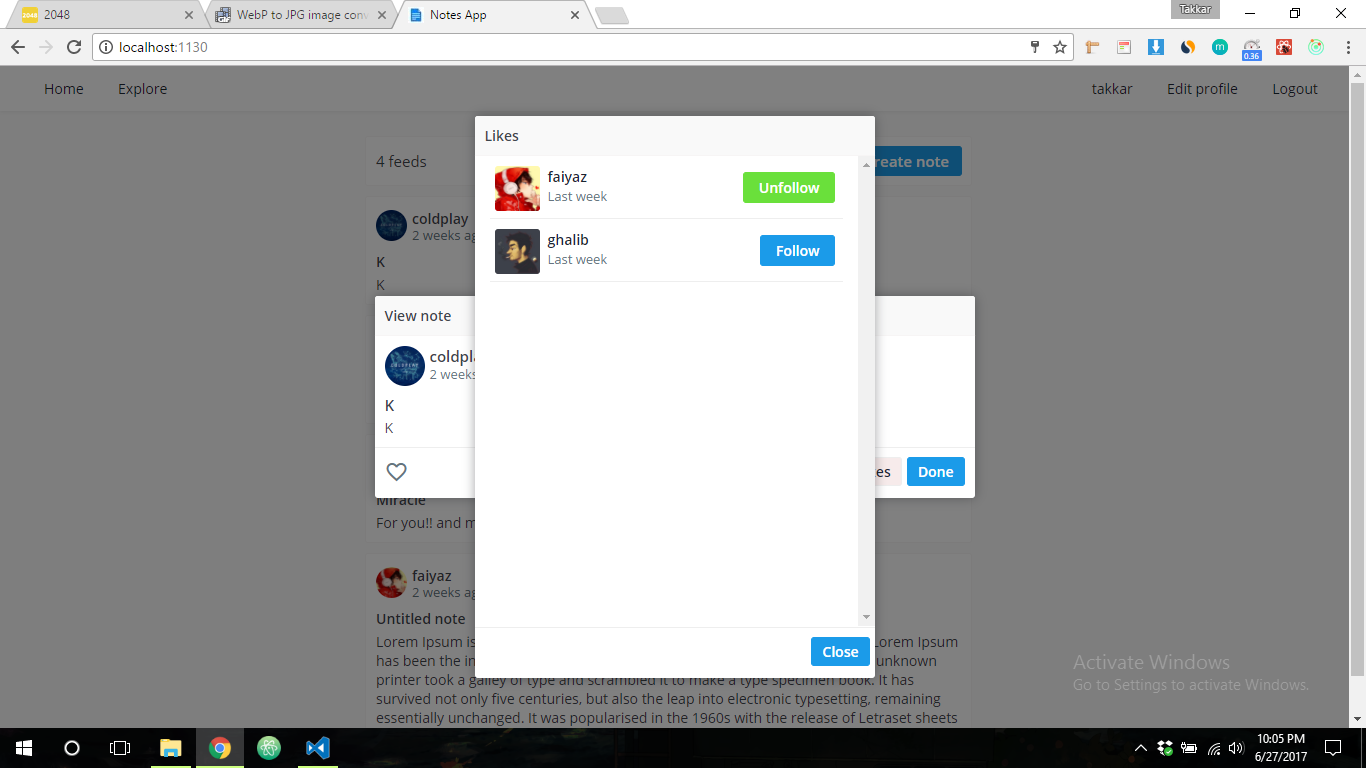 2048
WebP to JPG image conv
Notes App
Takkar
localhost:1130
0.36
Home
Explore
takkar
Edit profile
Logout
4 feeds
reate note
coldplay
2 weeks ag
K
K
Likes
faiyaz
Last week
Unfollow
ghalib
Last week
Follow
View note
coldpla
2 weeks
K
K
es
Done
Miracle
For you!! and m
faiyaz
2 weeks ag
Untitled note
Lorem Ipsum is
Lorem Ipsum
has been the in
unknown
printer took a galley of type and scrambled it to make a type specimen book. It has
survived not only five centuries, but also the leap into electronic typesetting, remaining
essentially unchanged. It was popularised in the 1960s with the release of Letraset sheets
Close
Activate Windows
Go to Settings to activate Windows.
10:05 PM
6/27/2017